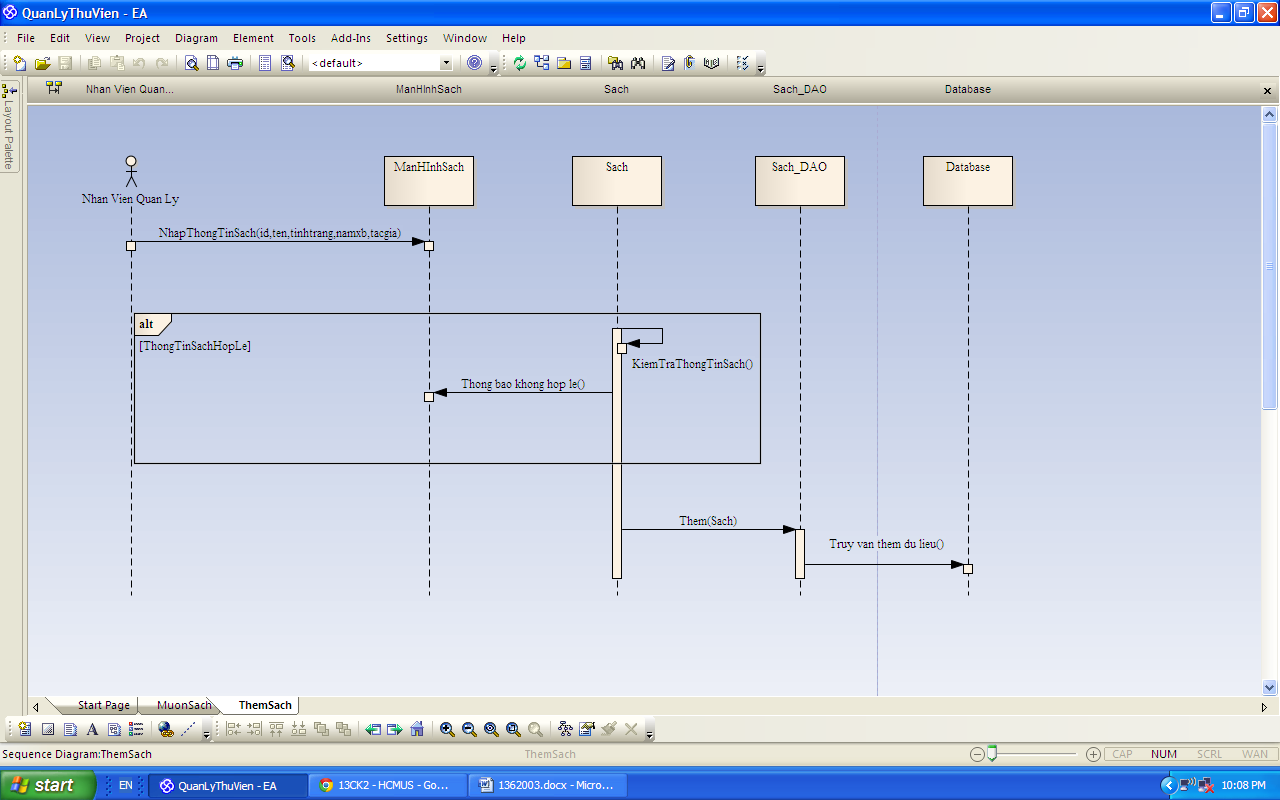 QuanLyThuVien - EA
File Edit View Project Diagram Element Tools Add-Ins Settings Window Help
<default>
Nhan Vien Quan... ManHInhSach Sach Sach_DAO Database
Layout Palette
ManHInhSach Sach Sach_DAO Database
Nhan Vien Quan Ly
NhapThongTinSach(id,ten,tinhtrang,namxb,tacgia)
alt
[ThongTinSachHopLe]
KiemTraThongTinSach()
Thong bao khong hop le()
Them(Sach)
Truy van them du lieu()
Start Page MuonSach ThemSach
A
Sequence Diagram:ThemSach ThemSach CAP NUM SCRL WAN
start EN QuanLyThuVien - EA 13CK2 - HCMUS - Go... 1362003.docx - Micro... 10:08 PM